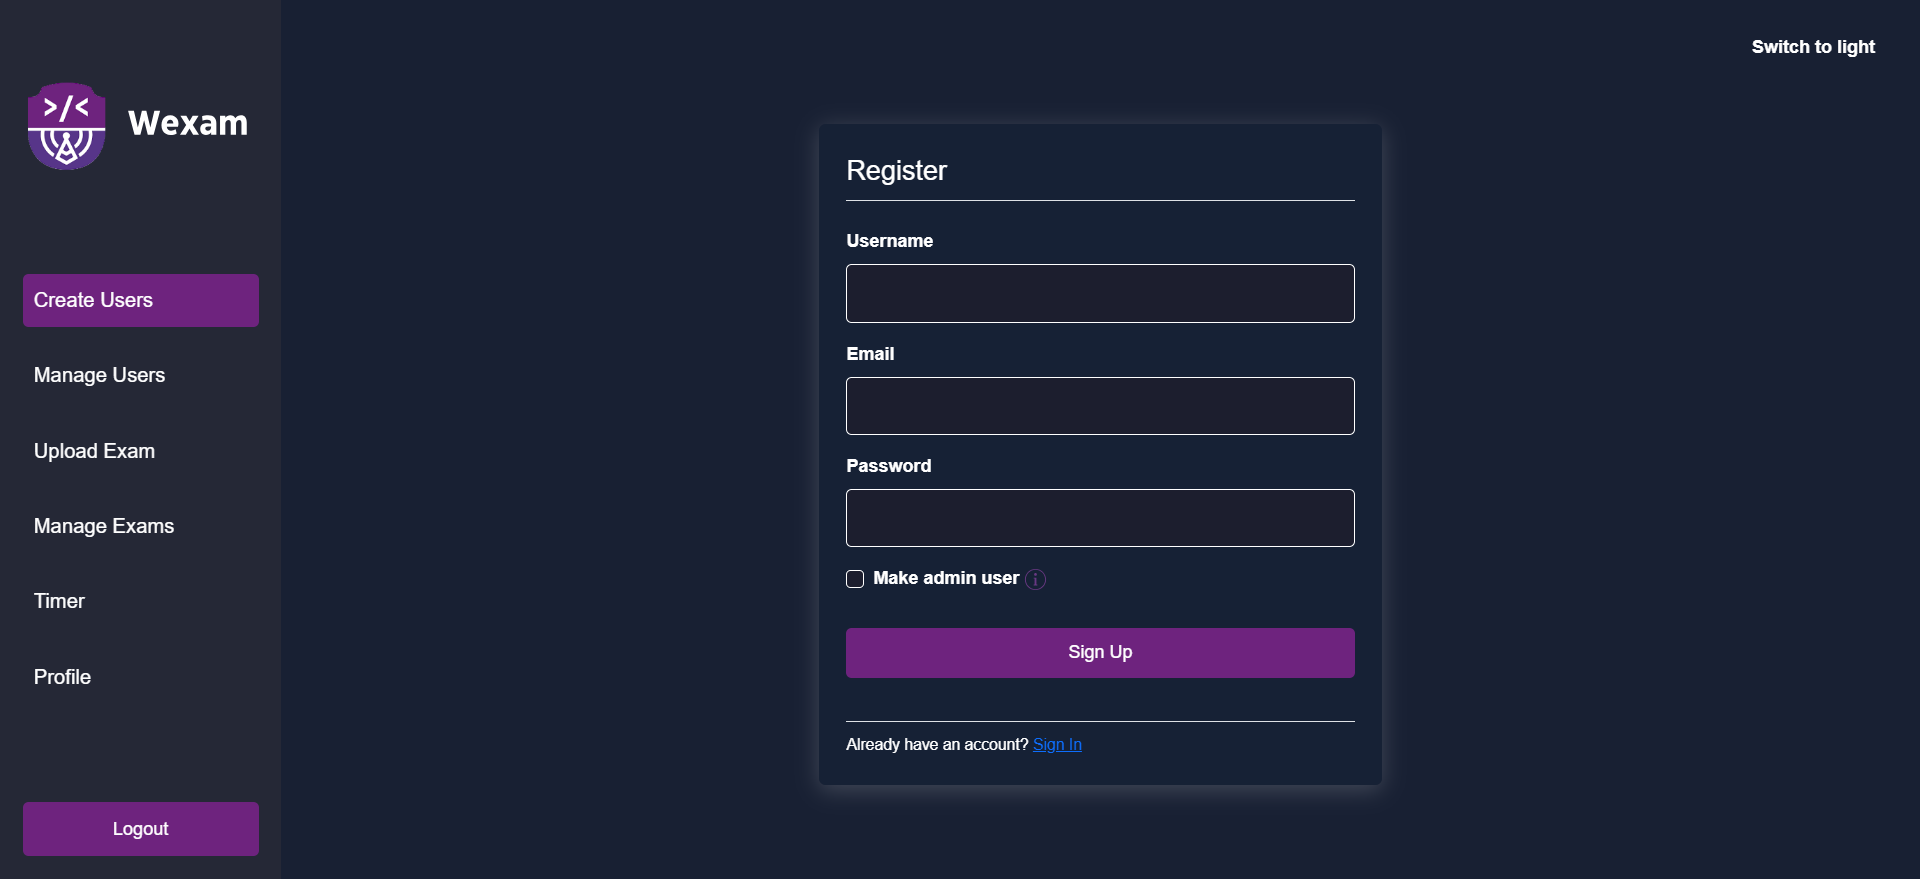 Switch to light
Wexam
Create Users
Manage Users
Upload Exam
Manage Exams
Timer
Profile
Logout
Register
Username
Email
Password
Make admin user
Sign Up
Already have an account? Sign In